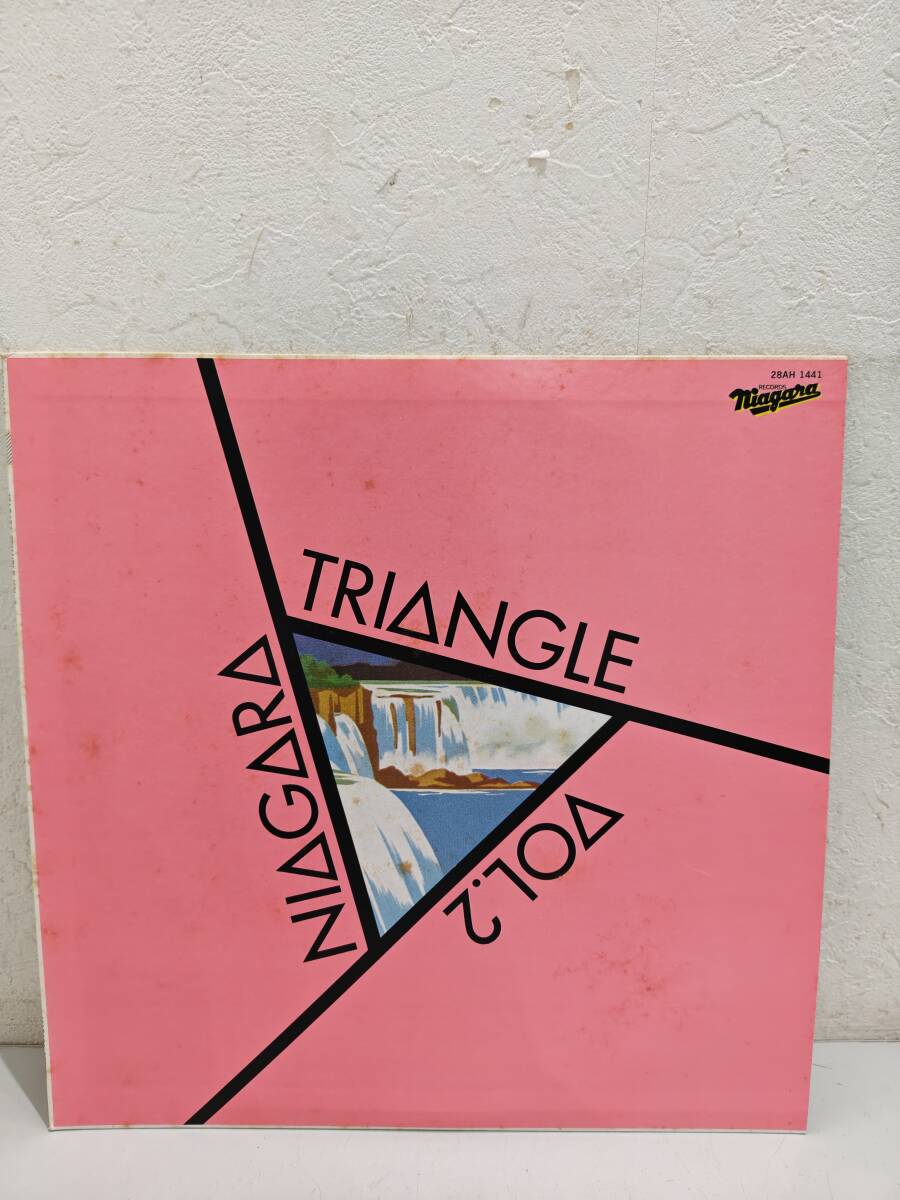 28AH 1441
RECORDS
Niagara
NIAGARA
TRIANGLE
VOL.2